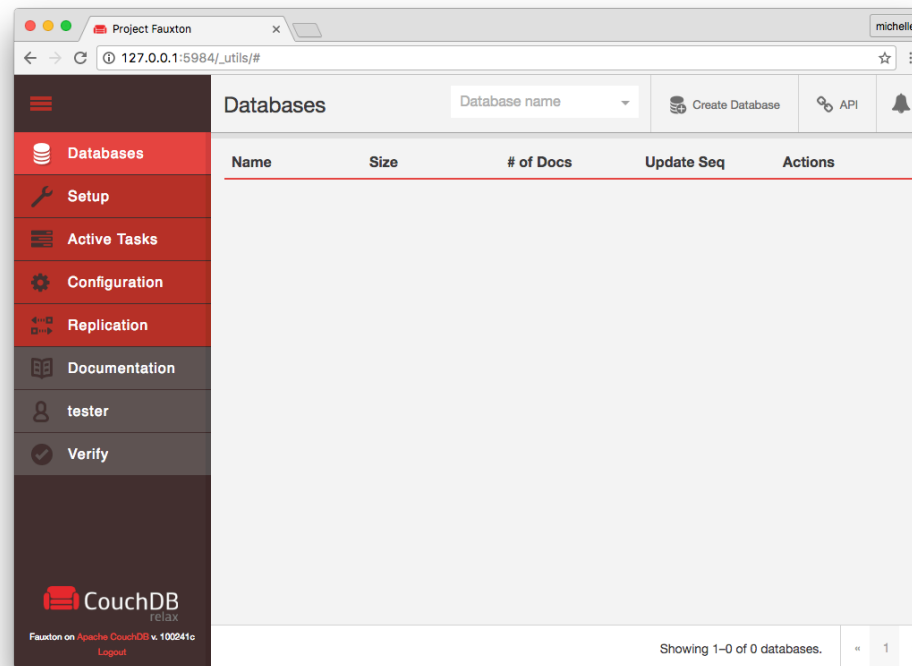 Project Fauxton
michelle
127.0.0.1:5984/_utils/#
Databases
Database name
Create Database
API
Databases
Setup
Active Tasks
Configuration
Replication
Documentation
tester
Verify
Name Size # of Docs Update Seq Actions
CouchDB
relax
Fauxton on Apache CouchDB v. 100241c
Logout
Showing 1–0 of 0 databases.
« 1